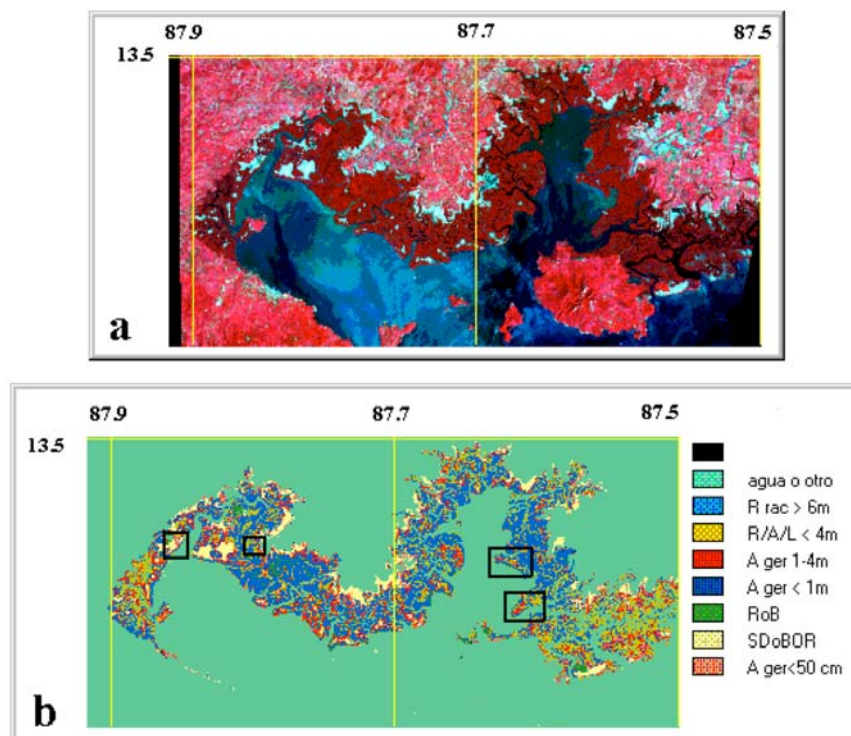 87.9 87.7 87.5
13.5
a
87.9 87.7 87.5
13.5
agua o otro
R rac > 6m
R/A/L < 4m
A ger 1-4m
A ger < 1m
RoB
SDoBOR
A ger<50 cm
b